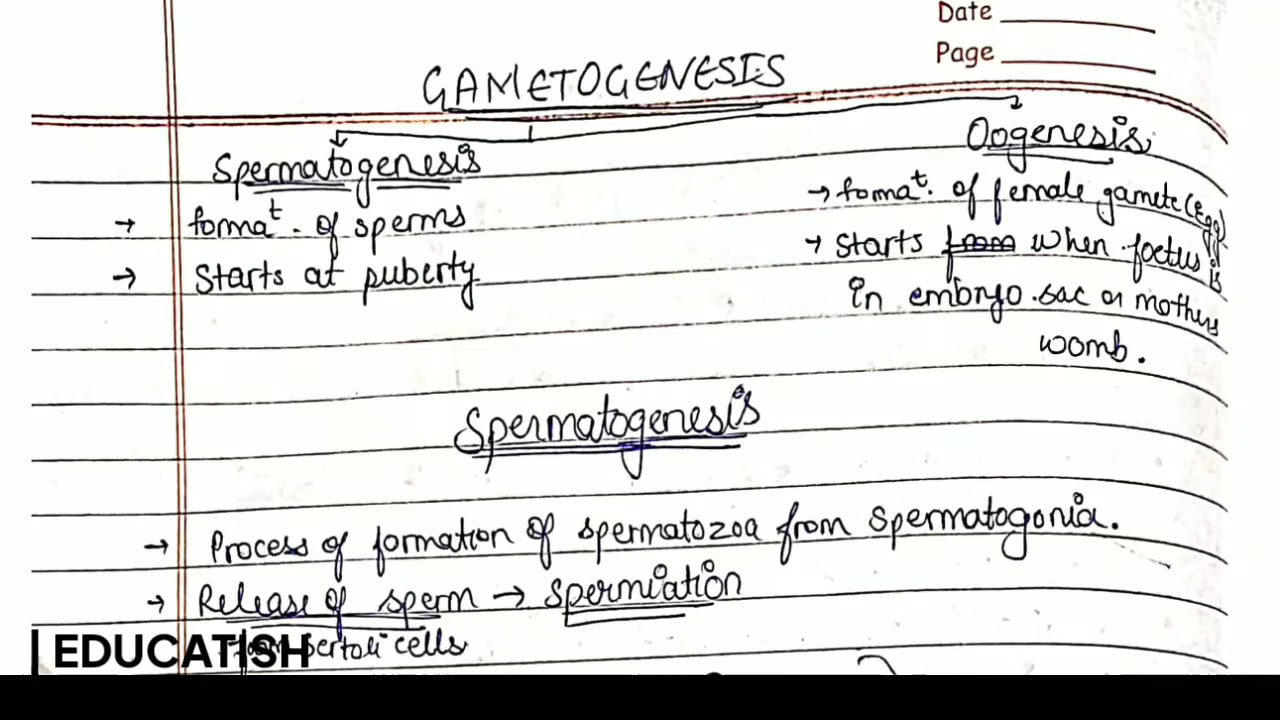 Date
Page
GAMETOGENESIS
Spermatogenesis
→ formaᵗ. of sperms
→ Starts at puberty
Oogenesis
→ formaᵗ. of female gamete (Egg)
→ Starts from when foetus is
in embryo.sac or mothers
womb.
Spermatogenesis
→ Process of formation of spermatozoa from spermatogonia.
→ Release of sperm → Spermiation
from sertoli cells
| EDUCATISH